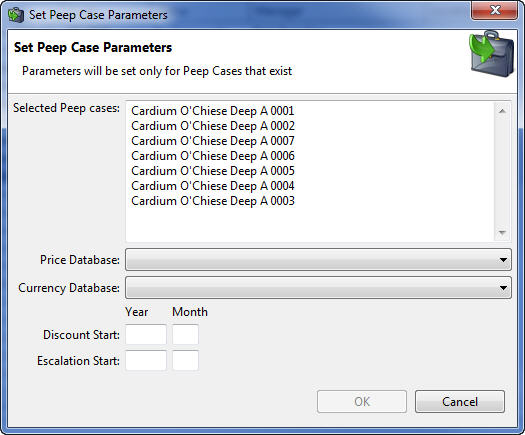 Set Peep Case Parameters
Set Peep Case Parameters
Parameters will be set only for Peep Cases that exist
Selected Peep cases:
Cardium O'Chiese Deep A 0001
Cardium O'Chiese Deep A 0002
Cardium O'Chiese Deep A 0007
Cardium O'Chiese Deep A 0006
Cardium O'Chiese Deep A 0005
Cardium O'Chiese Deep A 0004
Cardium O'Chiese Deep A 0003
Price Database:
Currency Database:
Year Month
Discount Start:
Escalation Start:
OK Cancel